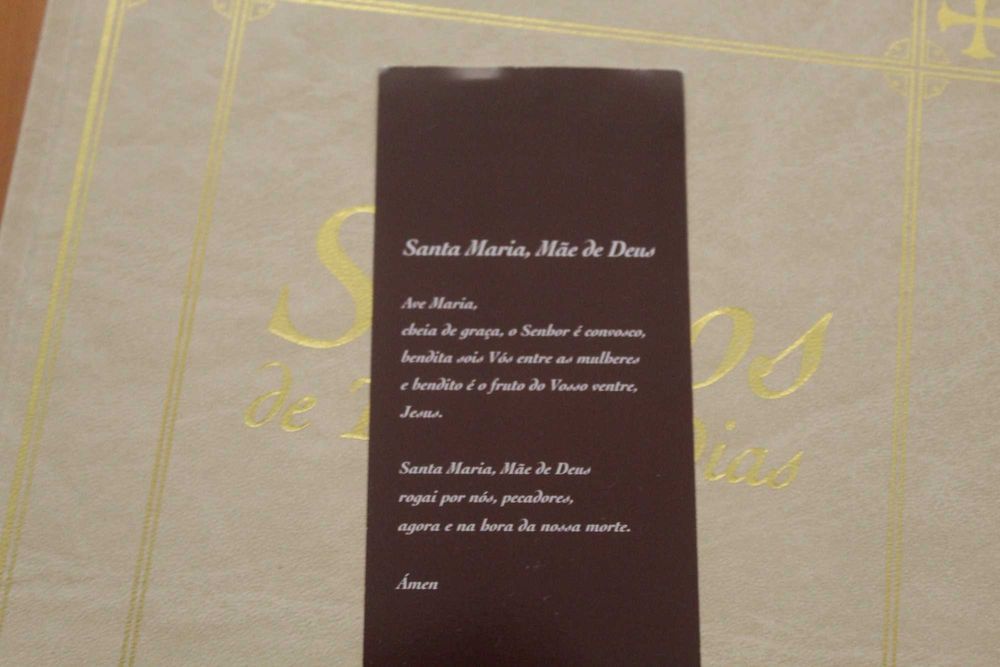 Santa Maria, Mãe de Deus
Ave Maria,
cheia de graça, o Senhor é convosco,
bendita sois Vós entre as mulheres
e bendito é o fruto do Vosso ventre,
Jesus.
Santa Maria, Mãe de Deus
rogai por nós, pecadores,
agora e na hora da nossa morte.
Ámen
de